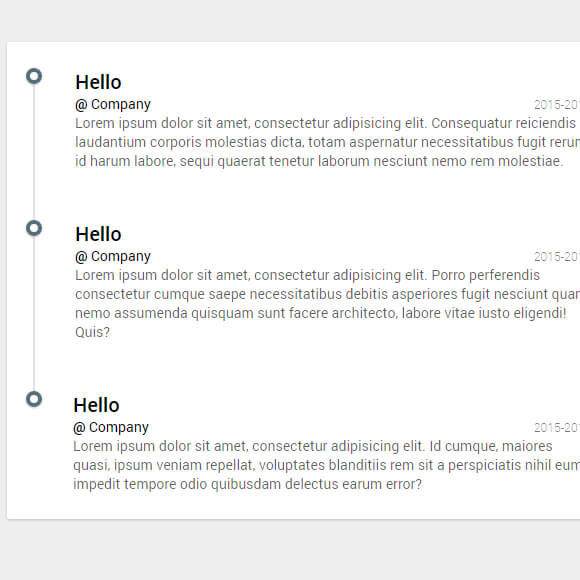 Hello
@ Company 2015-201
Lorem ipsum dolor sit amet, consectetur adipisicing elit. Consequatur reiciendis
laudantium corporis molestias dicta, totam aspernatur necessitatibus fugit rerum
id harum labore, sequi quaerat tenetur laborum nesciunt nemo rem molestiae.
Hello
@ Company 2015-201
Lorem ipsum dolor sit amet, consectetur adipisicing elit. Porro perferendis
consectetur cumque saepe necessitatibus debitis asperiores fugit nesciunt quam
nemo assumenda quisquam sunt facere architecto, labore vitae iusto eligendi!
Quis?
Hello
@ Company 2015-201
Lorem ipsum dolor sit amet, consectetur adipisicing elit. Id cumque, maiores
quasi, ipsum veniam repellat, voluptates blanditiis rem sit a perspiciatis nihil eum
impedit tempore odio quibusdam delectus earum error?